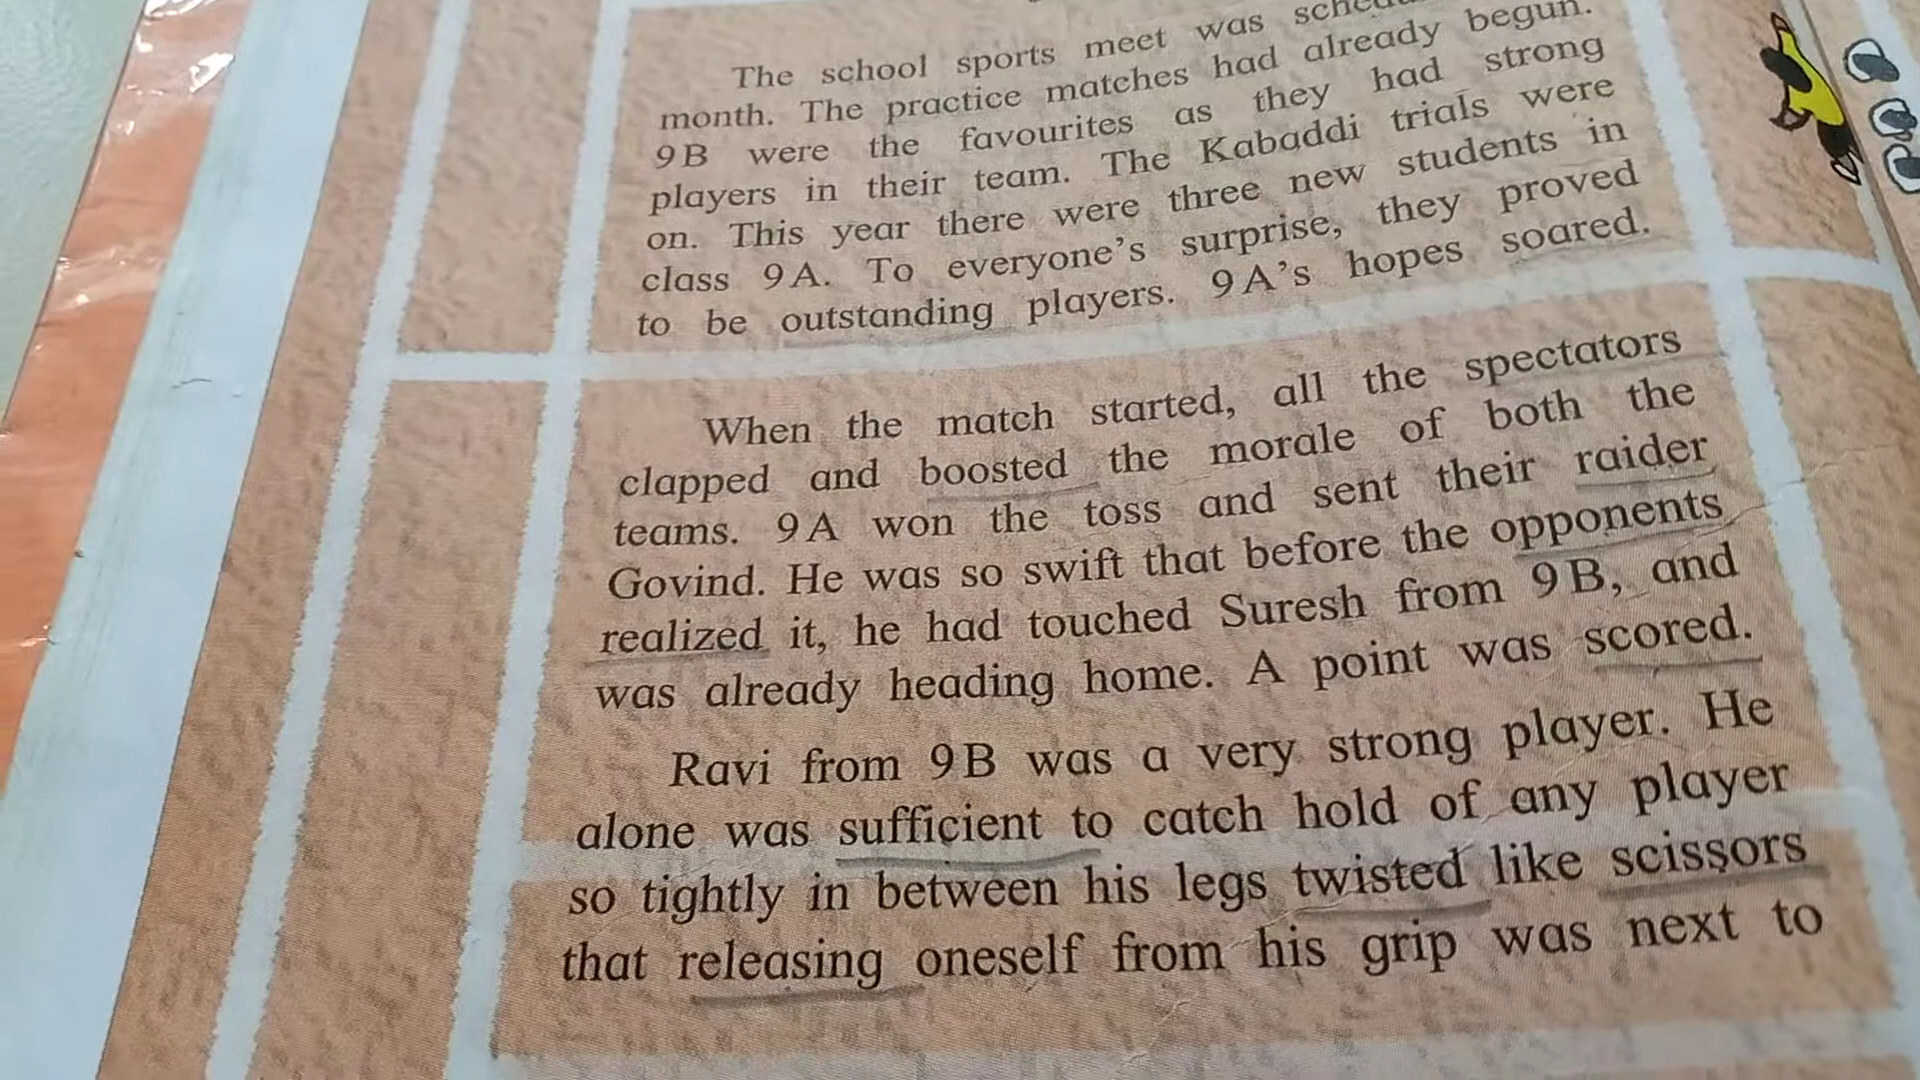 The school sports meet was
month. The practice matches had already begun.
9 B were the favourites as they had strong
players in their team. The Kabaddi trials were
on. This year there were three new students in
class 9 A. To everyone's surprise, they proved
to be outstanding players. 9 A's hopes soared.
When the match started, all the spectators
clapped and boosted the morale of both the
teams. 9 A won the toss and sent their raider
Govind. He was so swift that before the opponents
realized it, he had touched Suresh from 9 B, and
was already heading home. A point was scored.
Ravi from 9 B was a very strong player. He
alone was sufficient to catch hold of any player
so tightly in between his legs twisted like scissors
that releasing oneself from his grip was next to